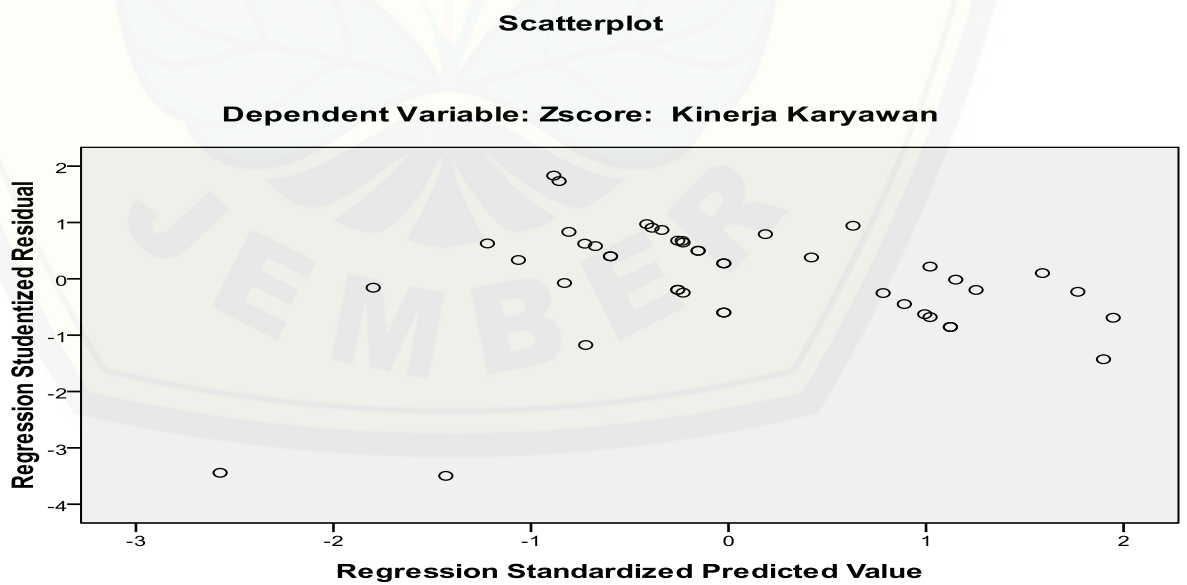 Scatterplot
Dependent Variable: Zscore: Kinerja Karyawan
Regression Studentized Residual
2
1
0
-1
-2
-3
-4
JEMBER
-3 -2 -1 0 1 2
Regression Standardized Predicted Value